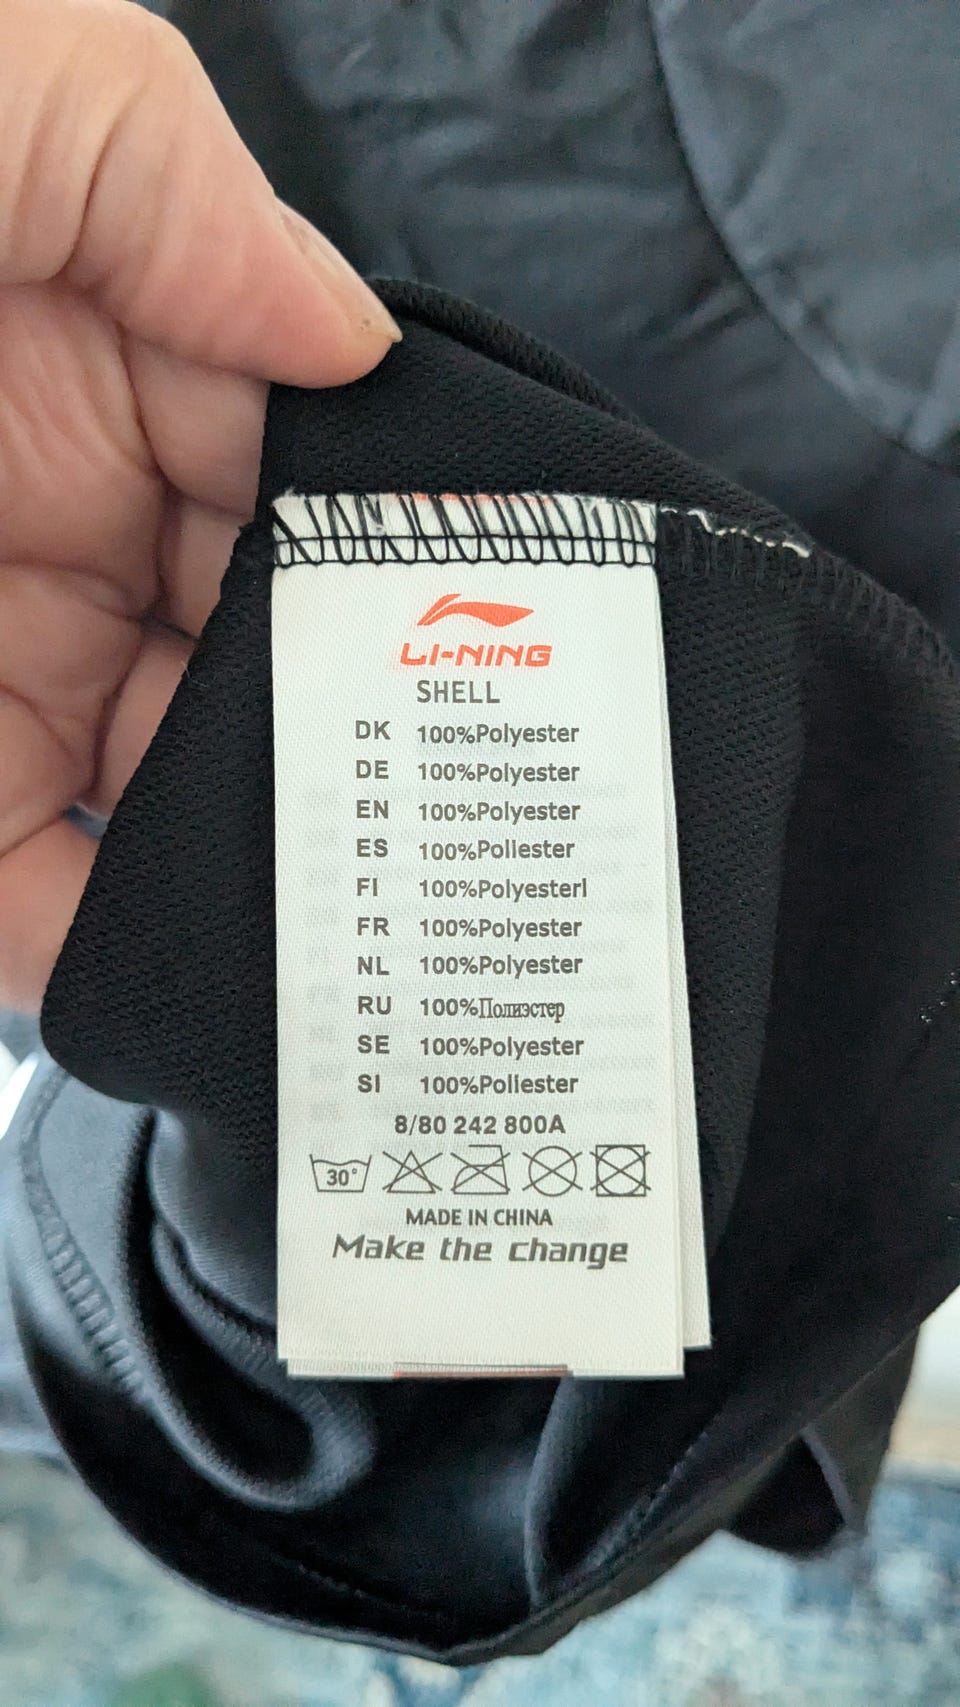 LI-NING
SHELL
DK 100%Polyester
DE 100%Polyester
EN 100%Polyester
ES 100%Poliester
FI 100%Polyesterl
FR 100%Polyester
NL 100%Polyester
RU 100%Полиэстер
SE 100%Polyester
SI 100%Poliester
8/80 242 800A
30°
MADE IN CHINA
Make the change